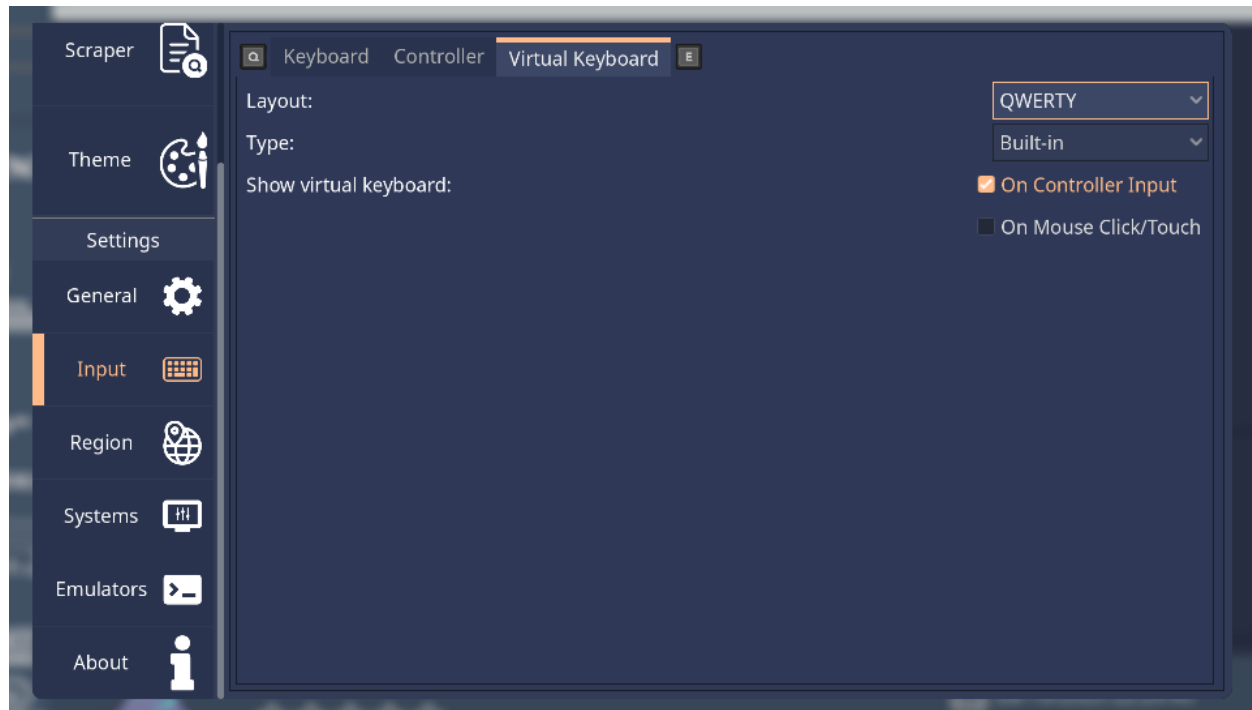 Scraper
Theme
Settings
General
Input
Region
Systems
Emulators
About
Q Keyboard Controller Virtual Keyboard E
Layout: QWERTY
Type: Built-in
Show virtual keyboard: On Controller Input
On Mouse Click/Touch